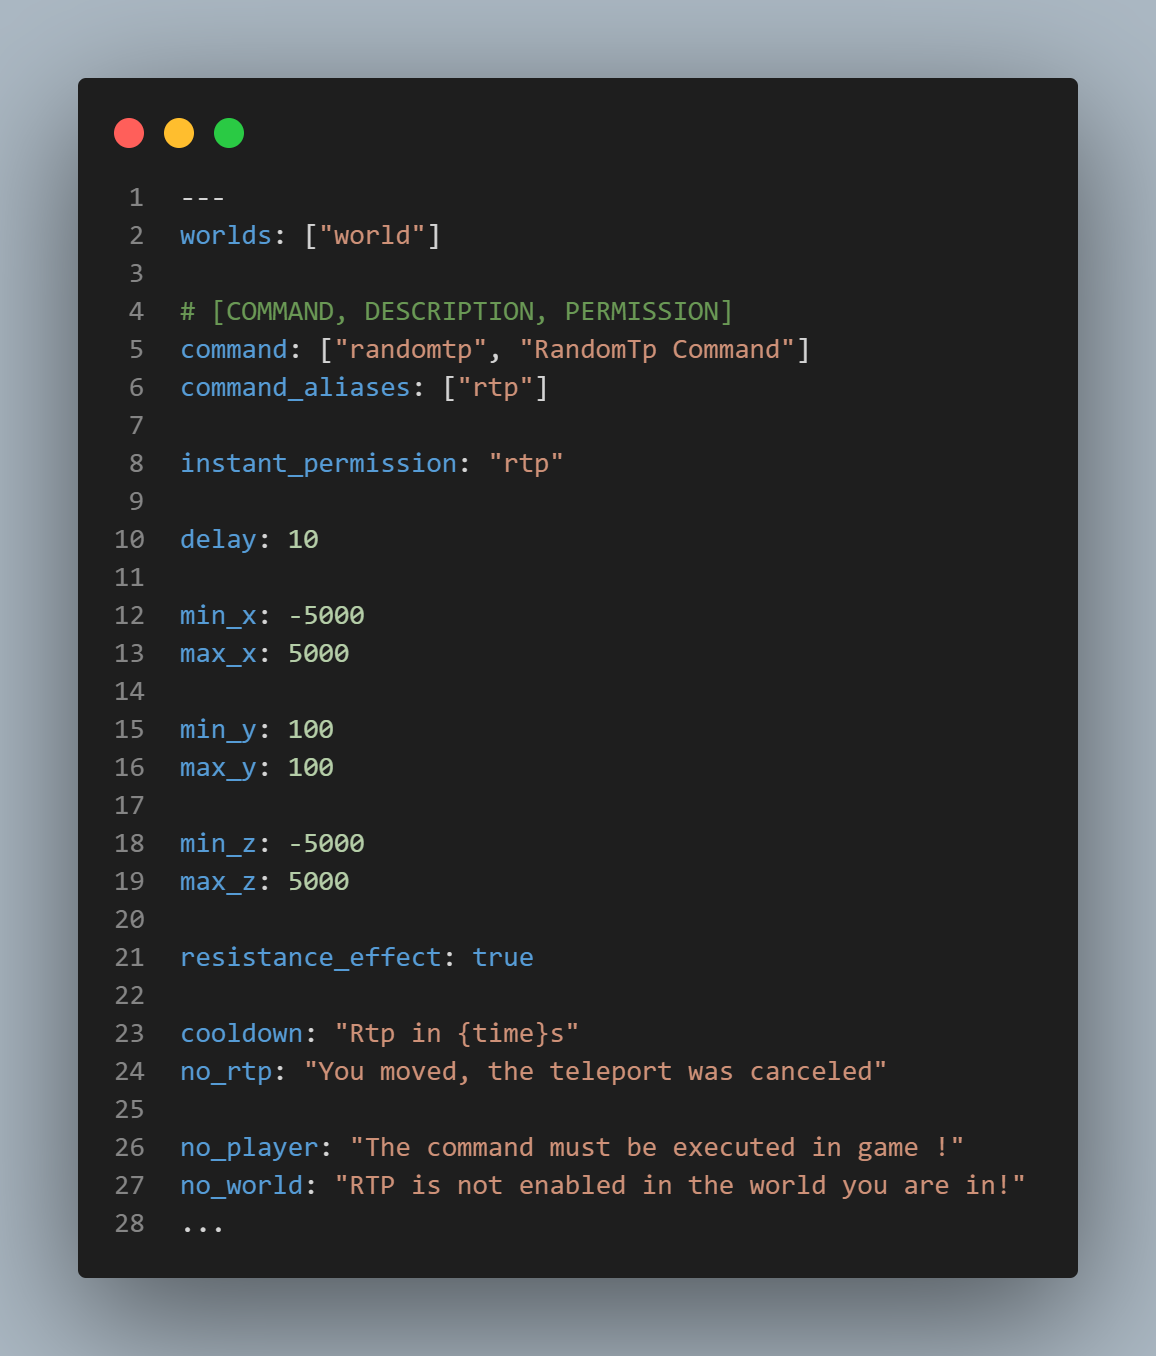 1 ---
2 worlds: ["world"]
3
4 # [COMMAND, DESCRIPTION, PERMISSION]
5 command: ["randomtp", "RandomTp Command"]
6 command_aliases: ["rtp"]
7
8 instant_permission: "rtp"
9
10 delay: 10
11
12 min_x: -5000
13 max_x: 5000
14
15 min_y: 100
16 max_y: 100
17
18 min_z: -5000
19 max_z: 5000
20
21 resistance_effect: true
22
23 cooldown: "Rtp in {time}s"
24 no_rtp: "You moved, the teleport was canceled"
25
26 no_player: "The command must be executed in game !"
27 no_world: "RTP is not enabled in the world you are in!"
28 ...